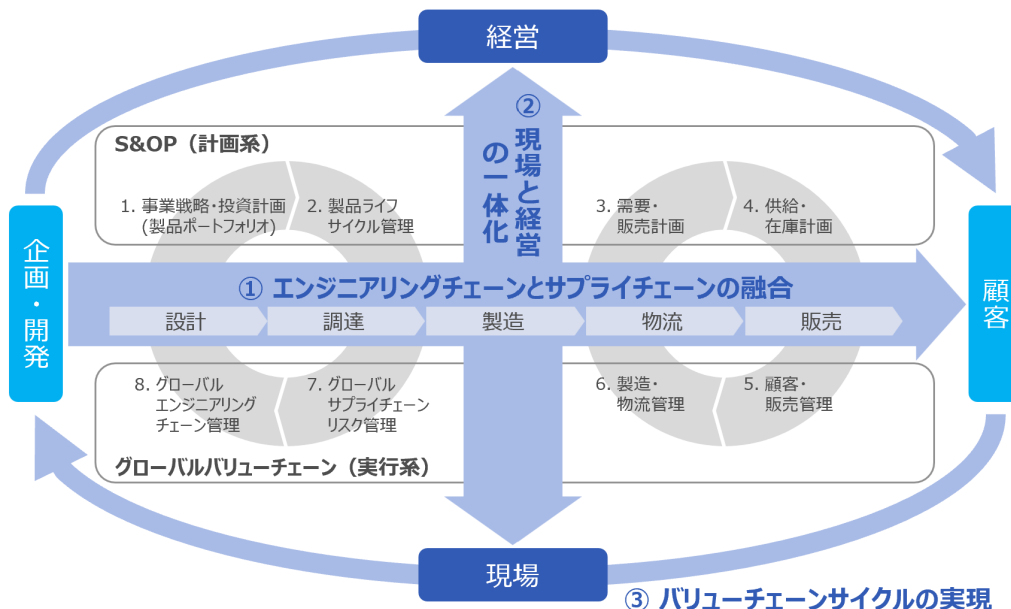 経営
② 現場と経営
の一体化
S&OP（計画系）
1. 事業戦略・投資計画
(製品ポートフォリオ)
2. 製品ライフ
サイクル管理
3. 需要・
販売計画
4. 供給・
在庫計画
企画・開発
① エンジニアリングチェーンとサプライチェーンの融合
設計
調達
製造
物流
販売
顧客
8. グローバル
エンジニアリング
チェーン管理
7. グローバル
サプライチェーン
リスク管理
6. 製造・
物流管理
5. 顧客・
販売管理
グローバルバリューチェーン（実行系）
現場
③ バリューチェーンサイクルの実現